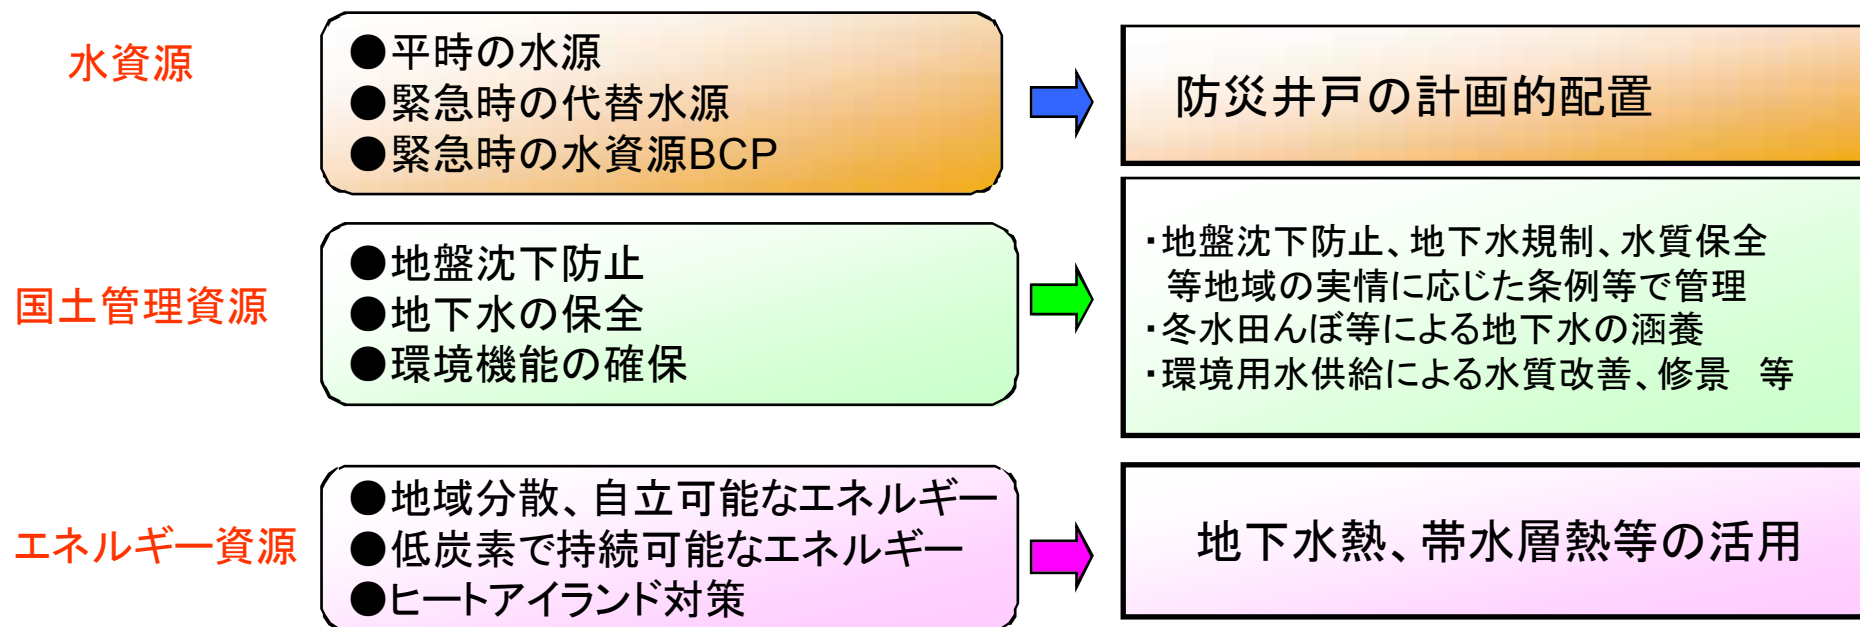 水資源
●平時の水源
●緊急時の代替水源
●緊急時の水資源BCP
防災井戸の計画的配置
国土管理資源
●地盤沈下防止
●地下水の保全
●環境機能の確保
・地盤沈下防止、地下水規制、水質保全
等地域の実情に応じた条例等で管理
・冬水田んぼ等による地下水の涵養
・環境用水供給による水質改善、修景　等
エネルギー資源
●地域分散、自立可能なエネルギー
●低炭素で持続可能なエネルギー
●ヒートアイランド対策
地下水熱、帯水層熱等の活用